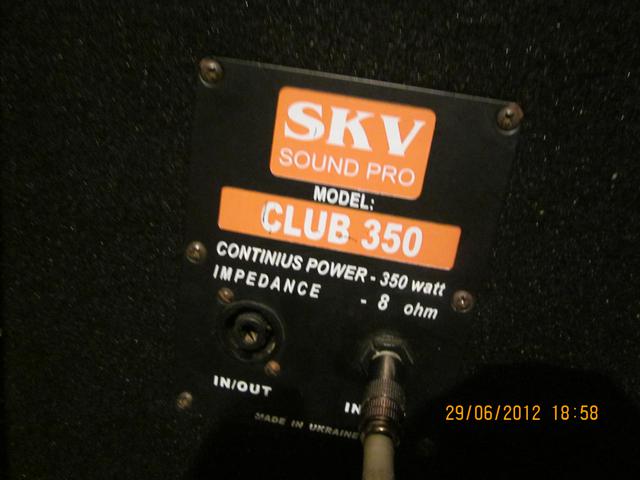 SKV
SOUND PRO
MODEL:
CLUB 350
CONTINIUS POWER - 350 watt
IMPEDANCE - 8 ohm
IN/OUT
MADE IN UKRAINE
29/06/2012 18:58